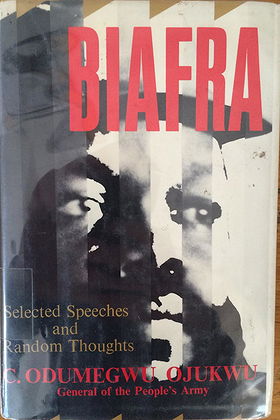 BIAFRA
Selected Speeches
and
Random Thoughts
C. ODUMEGWU OJUKWU
General of the People's Army